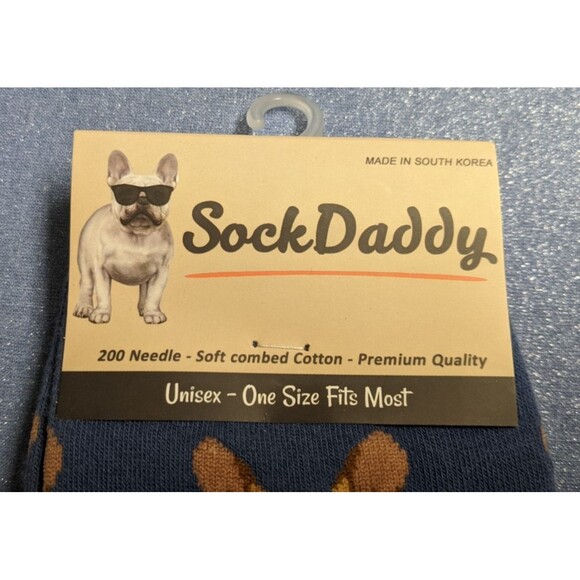 MADE IN SOUTH KOREA
SockDaddy
200 Needle - Soft combed Cotton - Premium Quality
Unisex - One Size Fits Most